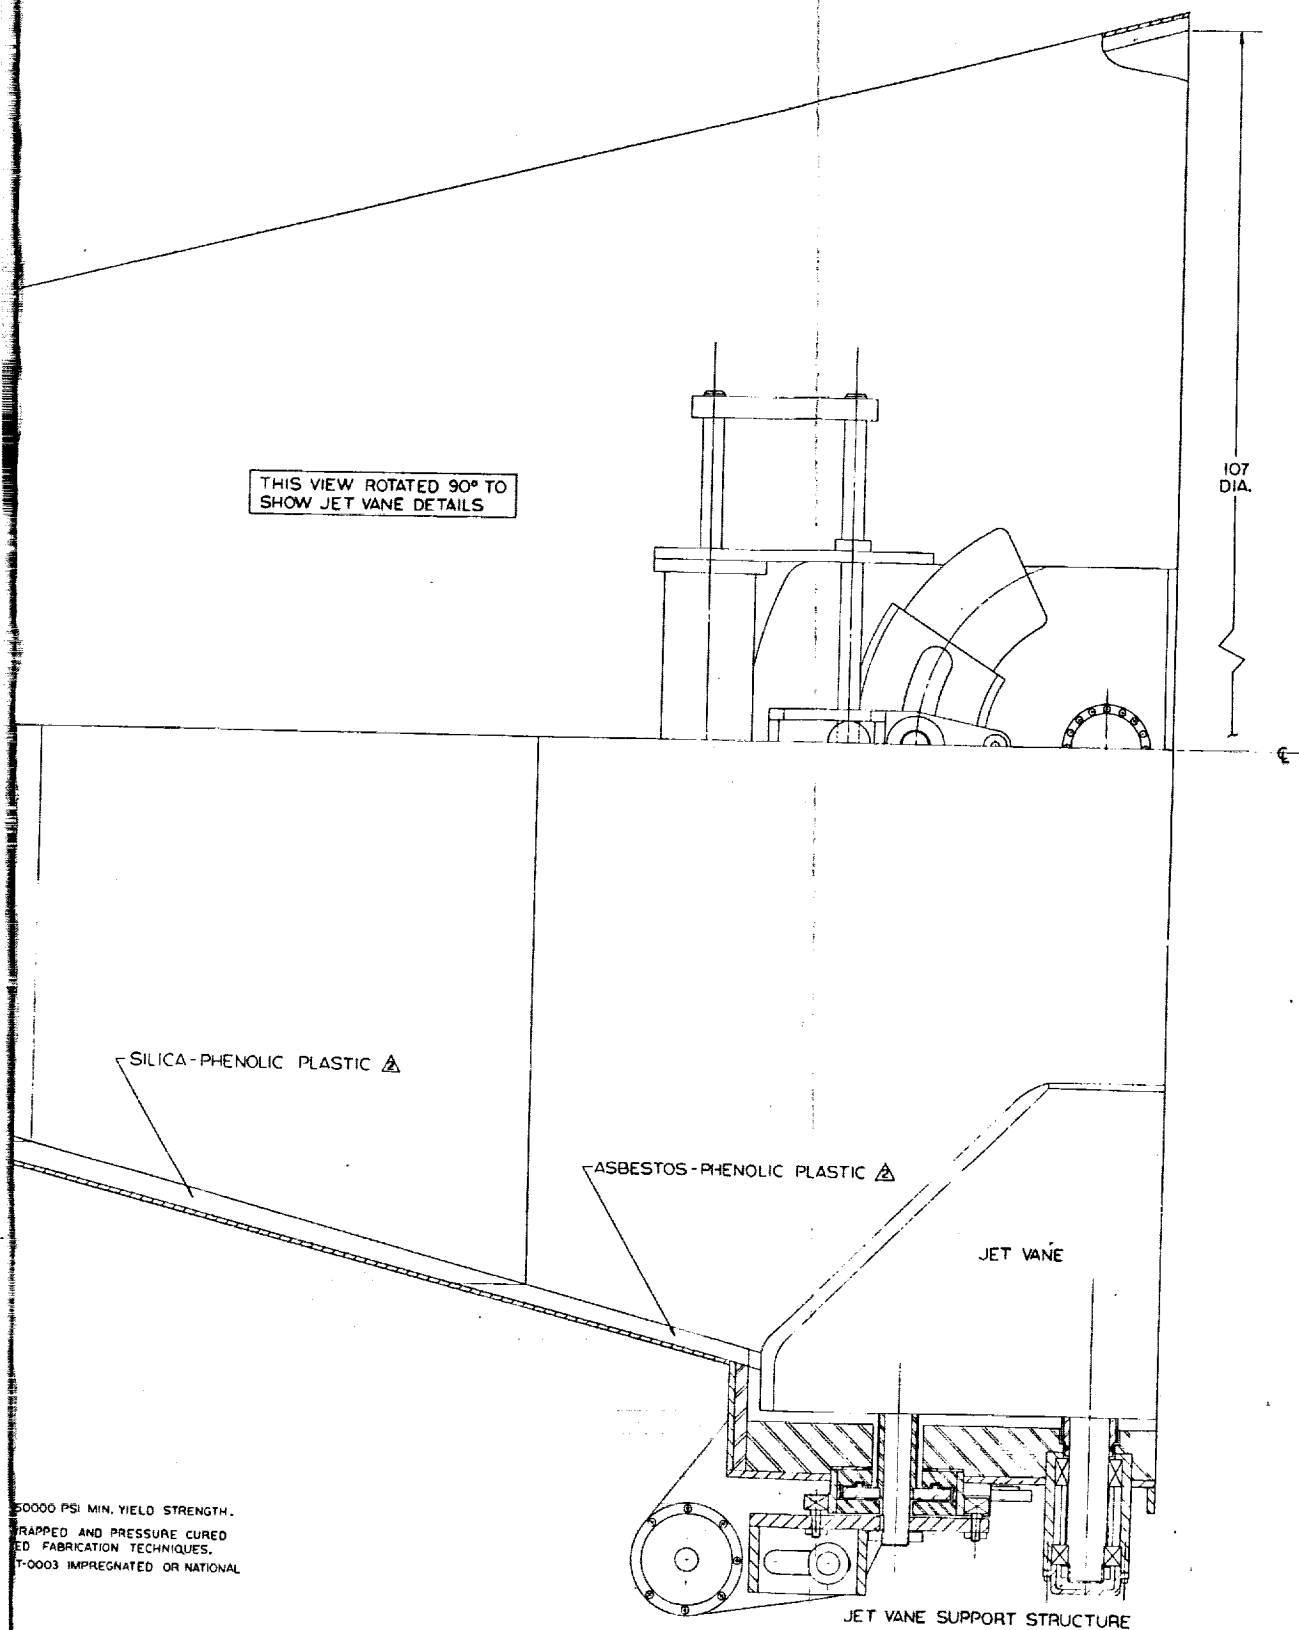 107
DIA.
THIS VIEW ROTATED 90° TO
SHOW JET VANE DETAILS
℄
SILICA-PHENOLIC PLASTIC 2
ASBESTOS-PHENOLIC PLASTIC 2
JET VANE
50000 PSI MIN. YIELD STRENGTH.
RAPPED AND PRESSURE CURED
ED FABRICATION TECHNIQUES.
T-0003 IMPREGNATED OR NATIONAL
JET VANE SUPPORT STRUCTURE